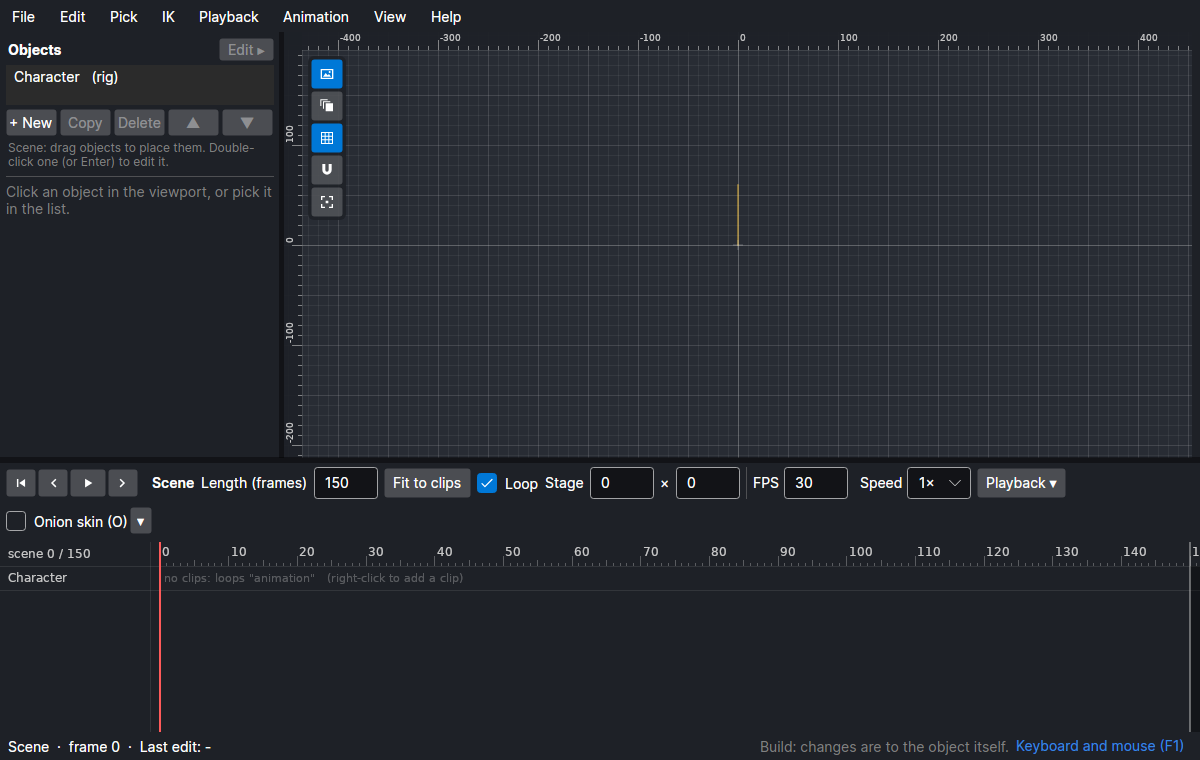 File Edit Pick IK Playback Animation View Help
Objects
Edit ▸
Character (rig)
+ New Copy Delete ▲ ▼
Scene: drag objects to place them. Double-
click one (or Enter) to edit it.
Click an object in the viewport, or pick it
in the list.
-400 -300 -200 -100 0 100 200 300 400
100
0
-100
-200
Scene Length (frames) 150 Fit to clips Loop Stage 0 × 0 FPS 30 Speed 1× Playback ▾
Onion skin (O) ▾
scene 0 / 150
0 10 20 30 40 50 60 70 80 90 100 110 120 130 140 1
Character
no clips: loops "animation" (right-click to add a clip)
Scene · frame 0 · Last edit: -
Build: changes are to the object itself. Keyboard and mouse (F1)